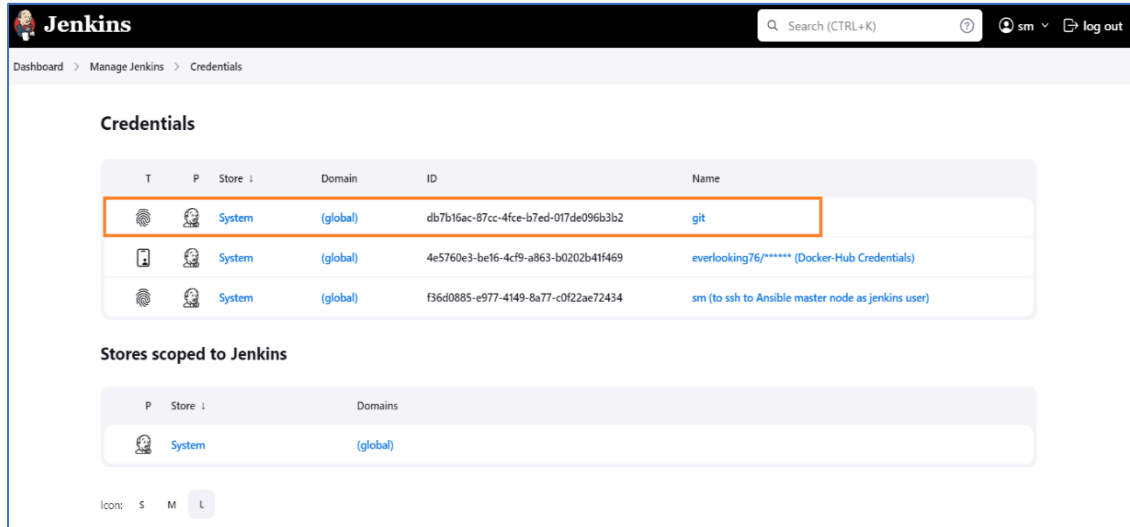 Jenkins
Search (CTRL+K)
sm
log out
Dashboard > Manage Jenkins > Credentials
Credentials
T P Store ↓ Domain ID Name
System (global) db7b16ac-87cc-4fce-b7ed-017de096b3b2 git
System (global) 4e5760e3-be16-4cf9-a863-b0202b41f469 everlooking76/****** (Docker-Hub Credentials)
System (global) f36d0885-e977-4149-8a77-c0f22ae72434 sm (to ssh to Ansible master node as jenkins user)
Stores scoped to Jenkins
P Store ↓ Domains
System (global)
Icon: S M L